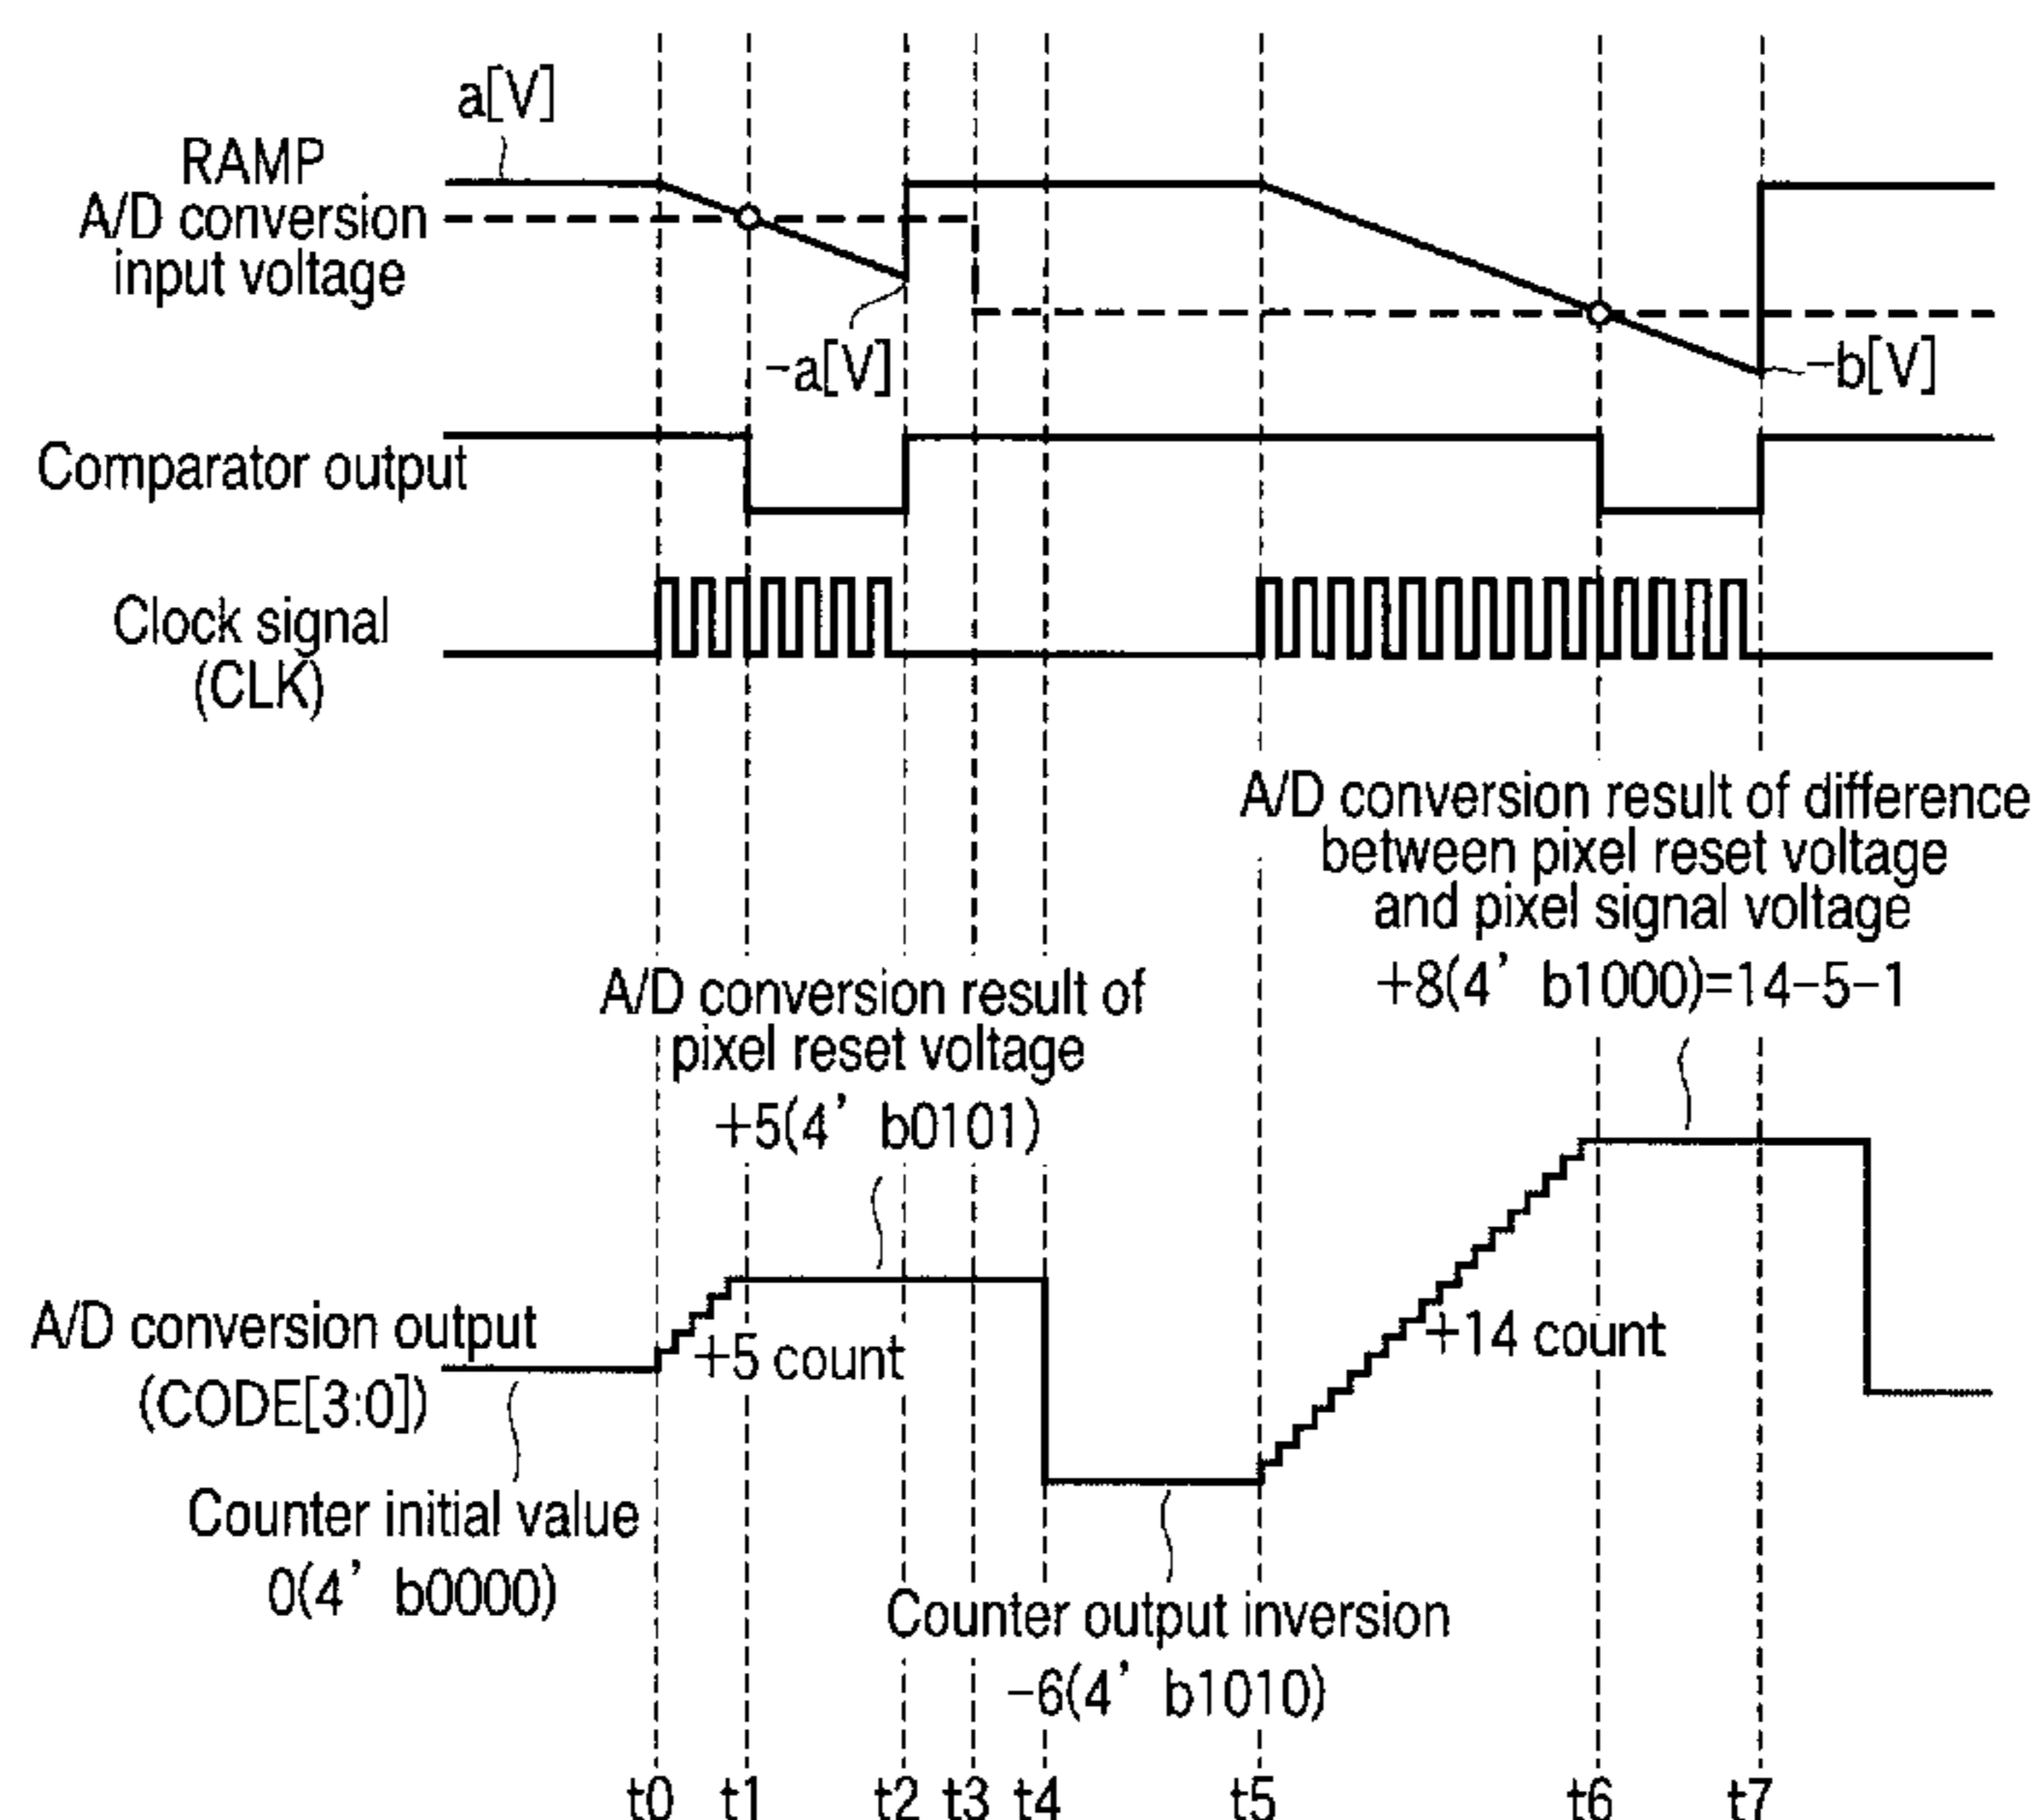 a[V]
RAMP
A/D conversion
input voltage
-a[V]
-b[V]
Comparator output
Clock signal
(CLK)
A/D conversion result of difference
between pixel reset voltage
and pixel signal voltage
+8(4' b1000)=14-5-1
A/D conversion result of
pixel reset voltage
+5(4' b0101)
A/D conversion output
(CODE[3:0])
+5 count
+14 count
Counter initial value
0(4' b0000)
Counter output inversion
-6(4' b1010)
t0 t1 t2 t3 t4 t5 t6 t7